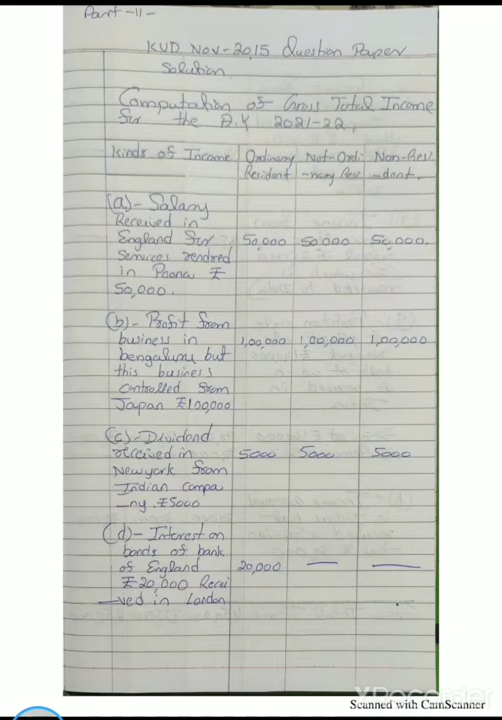 Part-11-
KUD NOV-2015 Question Paper
Solution.
Computation of Gross Total Income
for the A.Y 2021-22.
Kinds of Income Ordinary Not-Ordi Non-Resi
Resident -nary Resi -dent.
(a)- Salary
Received in
England for 50,000 50,000 50,000.
Services rendred
in Poona ₹
50,000.
(b)- Profit from
business in 1,00,000 1,00,000 1,00,000
bengaluru but
this business
controlled from
Japan ₹100,000
(c)- Dividend
received in 5000 5000 5000
Newyork from
Indian compa
-ny. ₹5000
(d)- Interest on
bonds of bank
of England 20,000 — —
₹20,000 Recei
-ved in London
Scanned with CamScanner